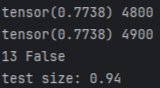 tensor(0.7738) 4800
tensor(0.7738) 4900
13 False
test size: 0.94